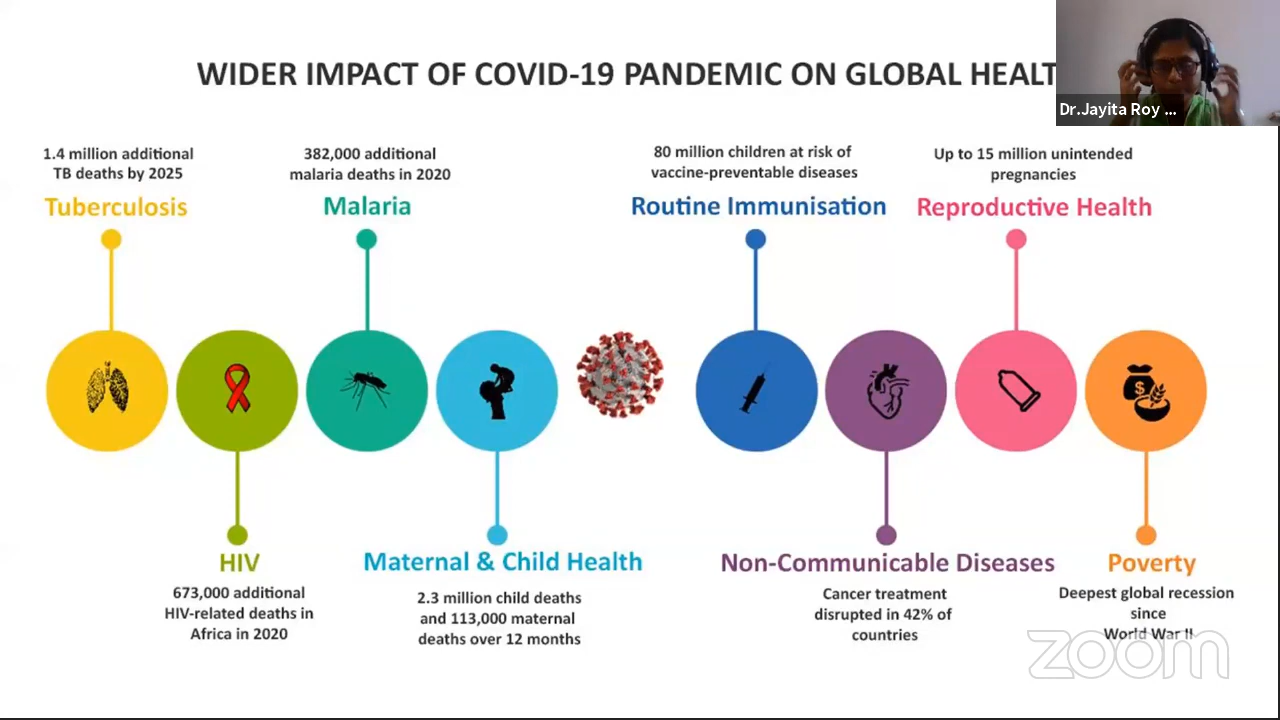 WIDER IMPACT OF COVID-19 PANDEMIC ON GLOBAL HEALT
Dr.Jayita Roy ...
1.4 million additional
TB deaths by 2025
Tuberculosis
382,000 additional
malaria deaths in 2020
Malaria
80 million children at risk of
vaccine-preventable diseases
Routine Immunisation
Up to 15 million unintended
pregnancies
Reproductive Health
$
HIV
673,000 additional
HIV-related deaths in
Africa in 2020
Maternal & Child Health
2.3 million child deaths
and 113,000 maternal
deaths over 12 months
Non-Communicable Diseases
Cancer treatment
disrupted in 42% of
countries
Poverty
Deepest global recession
since
World War II
zoom